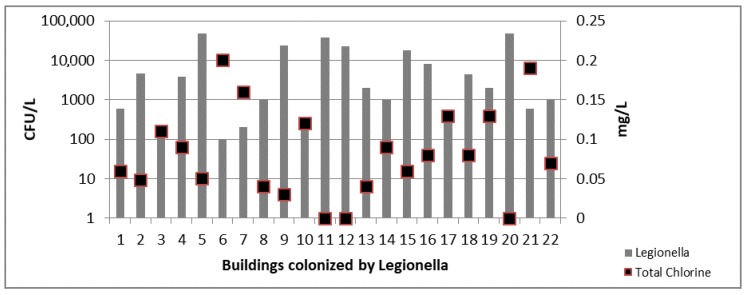 100,000
10,000
1000
100
10
1
CFU/L
0.25
0.2
0.15
0.1
0.05
0
mg/L
1 2 3 4 5 6 7 8 9 10 11 12 13 14 15 16 17 18 19 20 21 22
Buildings colonized by Legionella
Legionella
Total Chlorine